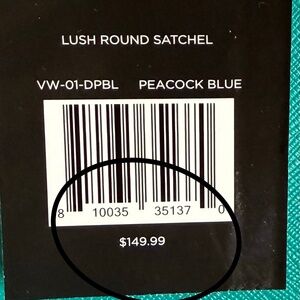 LUSH ROUND SATCHEL
VW-01-DPBL PEACOCK BLUE
8 10035 35137 0
$149.99